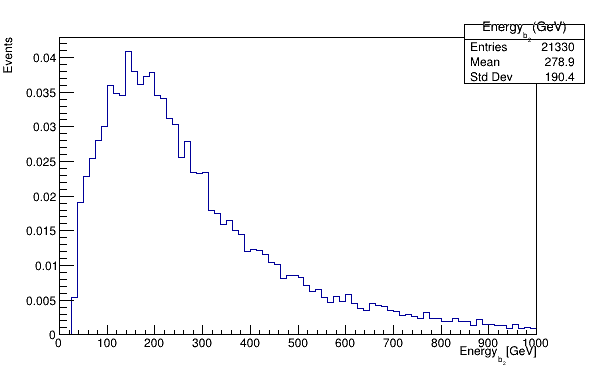 Energy_b_2(GeV)
Entries 21330
Mean 278.9
Std Dev 190.4
Events
0.04
0.035
0.03
0.025
0.02
0.015
0.01
0.005
0
0 100 200 300 400 500 600 700 800 900 1000
Energy_b_2[GeV]